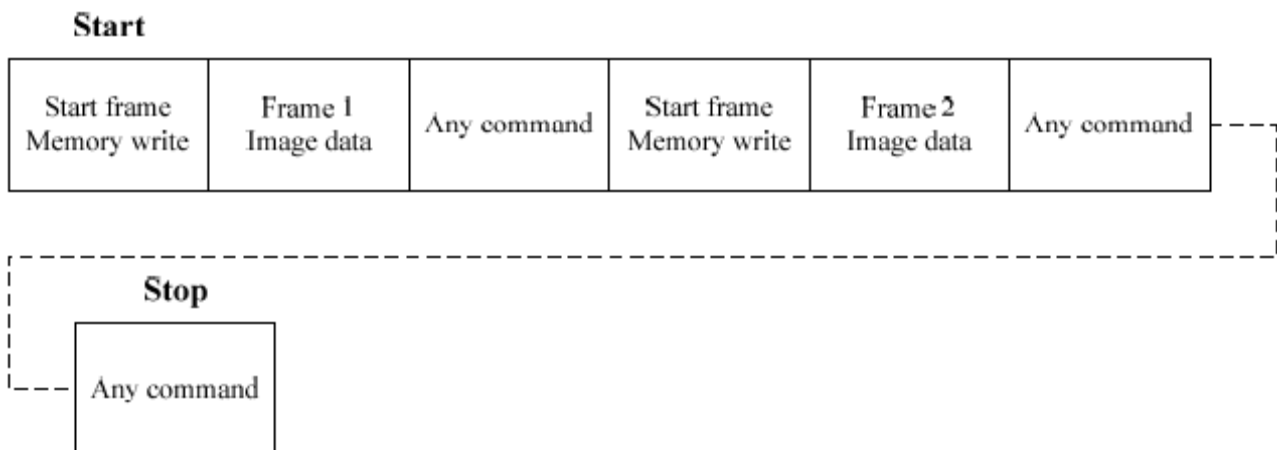 Start
Start frame
Memory write
Frame 1
Image data
Any command
Start frame
Memory write
Frame 2
Image data
Any command
Stop
Any command